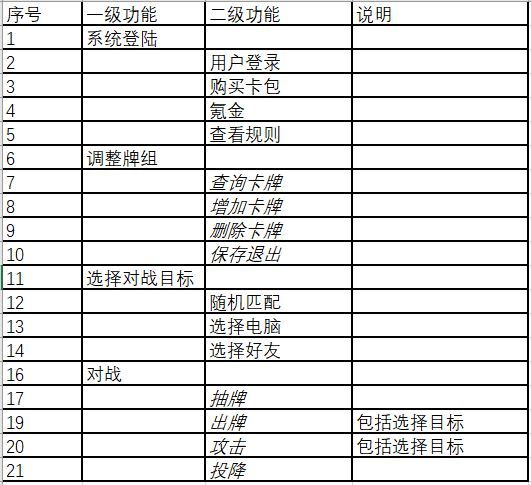 序号 一级功能 二级功能 说明
1 系统登陆
2 用户登录
3 购买卡包
4 氪金
5 查看规则
6 调整牌组
7 查询卡牌
8 增加卡牌
9 删除卡牌
10 保存退出
11 选择对战目标
12 随机匹配
13 选择电脑
14 选择好友
16 对战
17 抽牌
19 出牌 包括选择目标
20 攻击 包括选择目标
21 投降